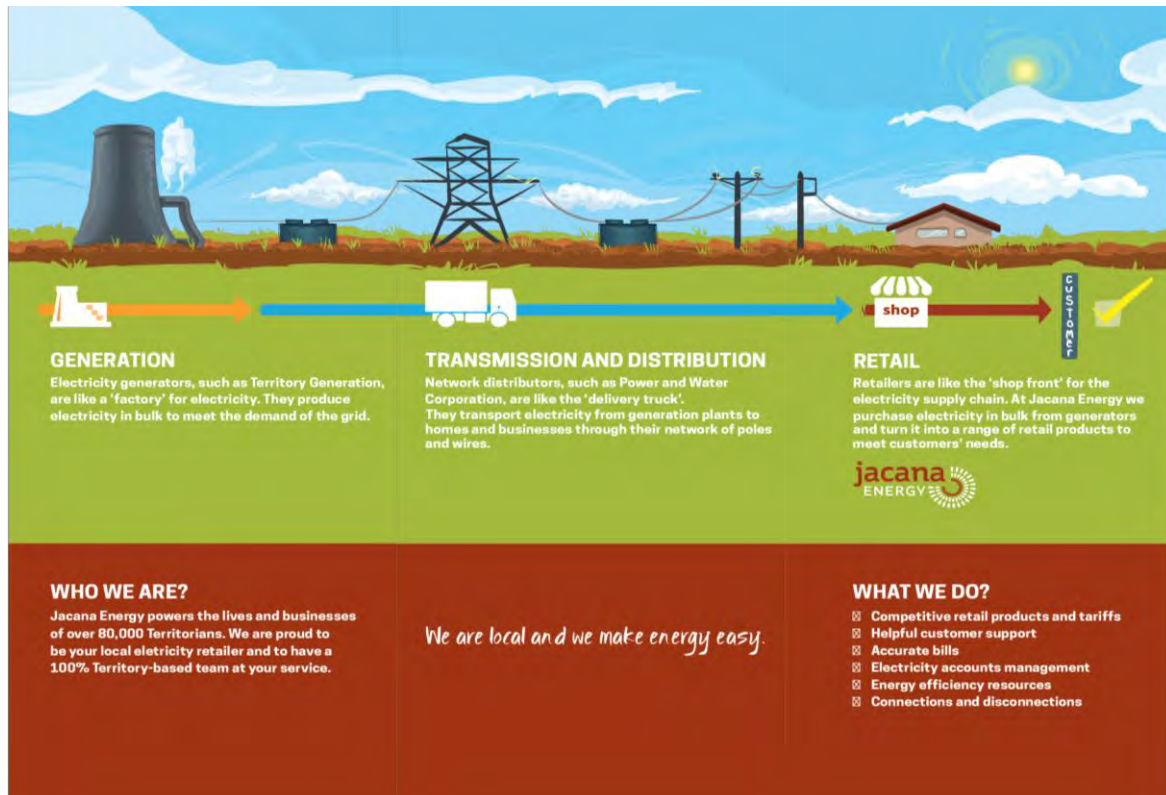 shop
customer
GENERATION
Electricity generators, such as Territory Generation,
are like a 'factory' for electricity. They produce
electricity in bulk to meet the demand of the grid.
TRANSMISSION AND DISTRIBUTION
Network distributors, such as Power and Water
Corporation, are like the 'delivery truck'.
They transport electricity from generation plants to
homes and businesses through their network of poles
and wires.
RETAIL
Retailers are like the 'shop front' for the
electricity supply chain. At Jacana Energy we
purchase electricity in bulk from generators
and turn it into a range of retail products to
meet customers' needs.
jacana
ENERGY
WHO WE ARE?
Jacana Energy powers the lives and businesses
of over 80,000 Territorians. We are proud to
be your local eletricity retailer and to have a
100% Territory-based team at your service.
We are local and we make energy easy.
WHAT WE DO?
Competitive retail products and tariffs
Helpful customer support
Accurate bills
Electricity accounts management
Energy efficiency resources
Connections and disconnections